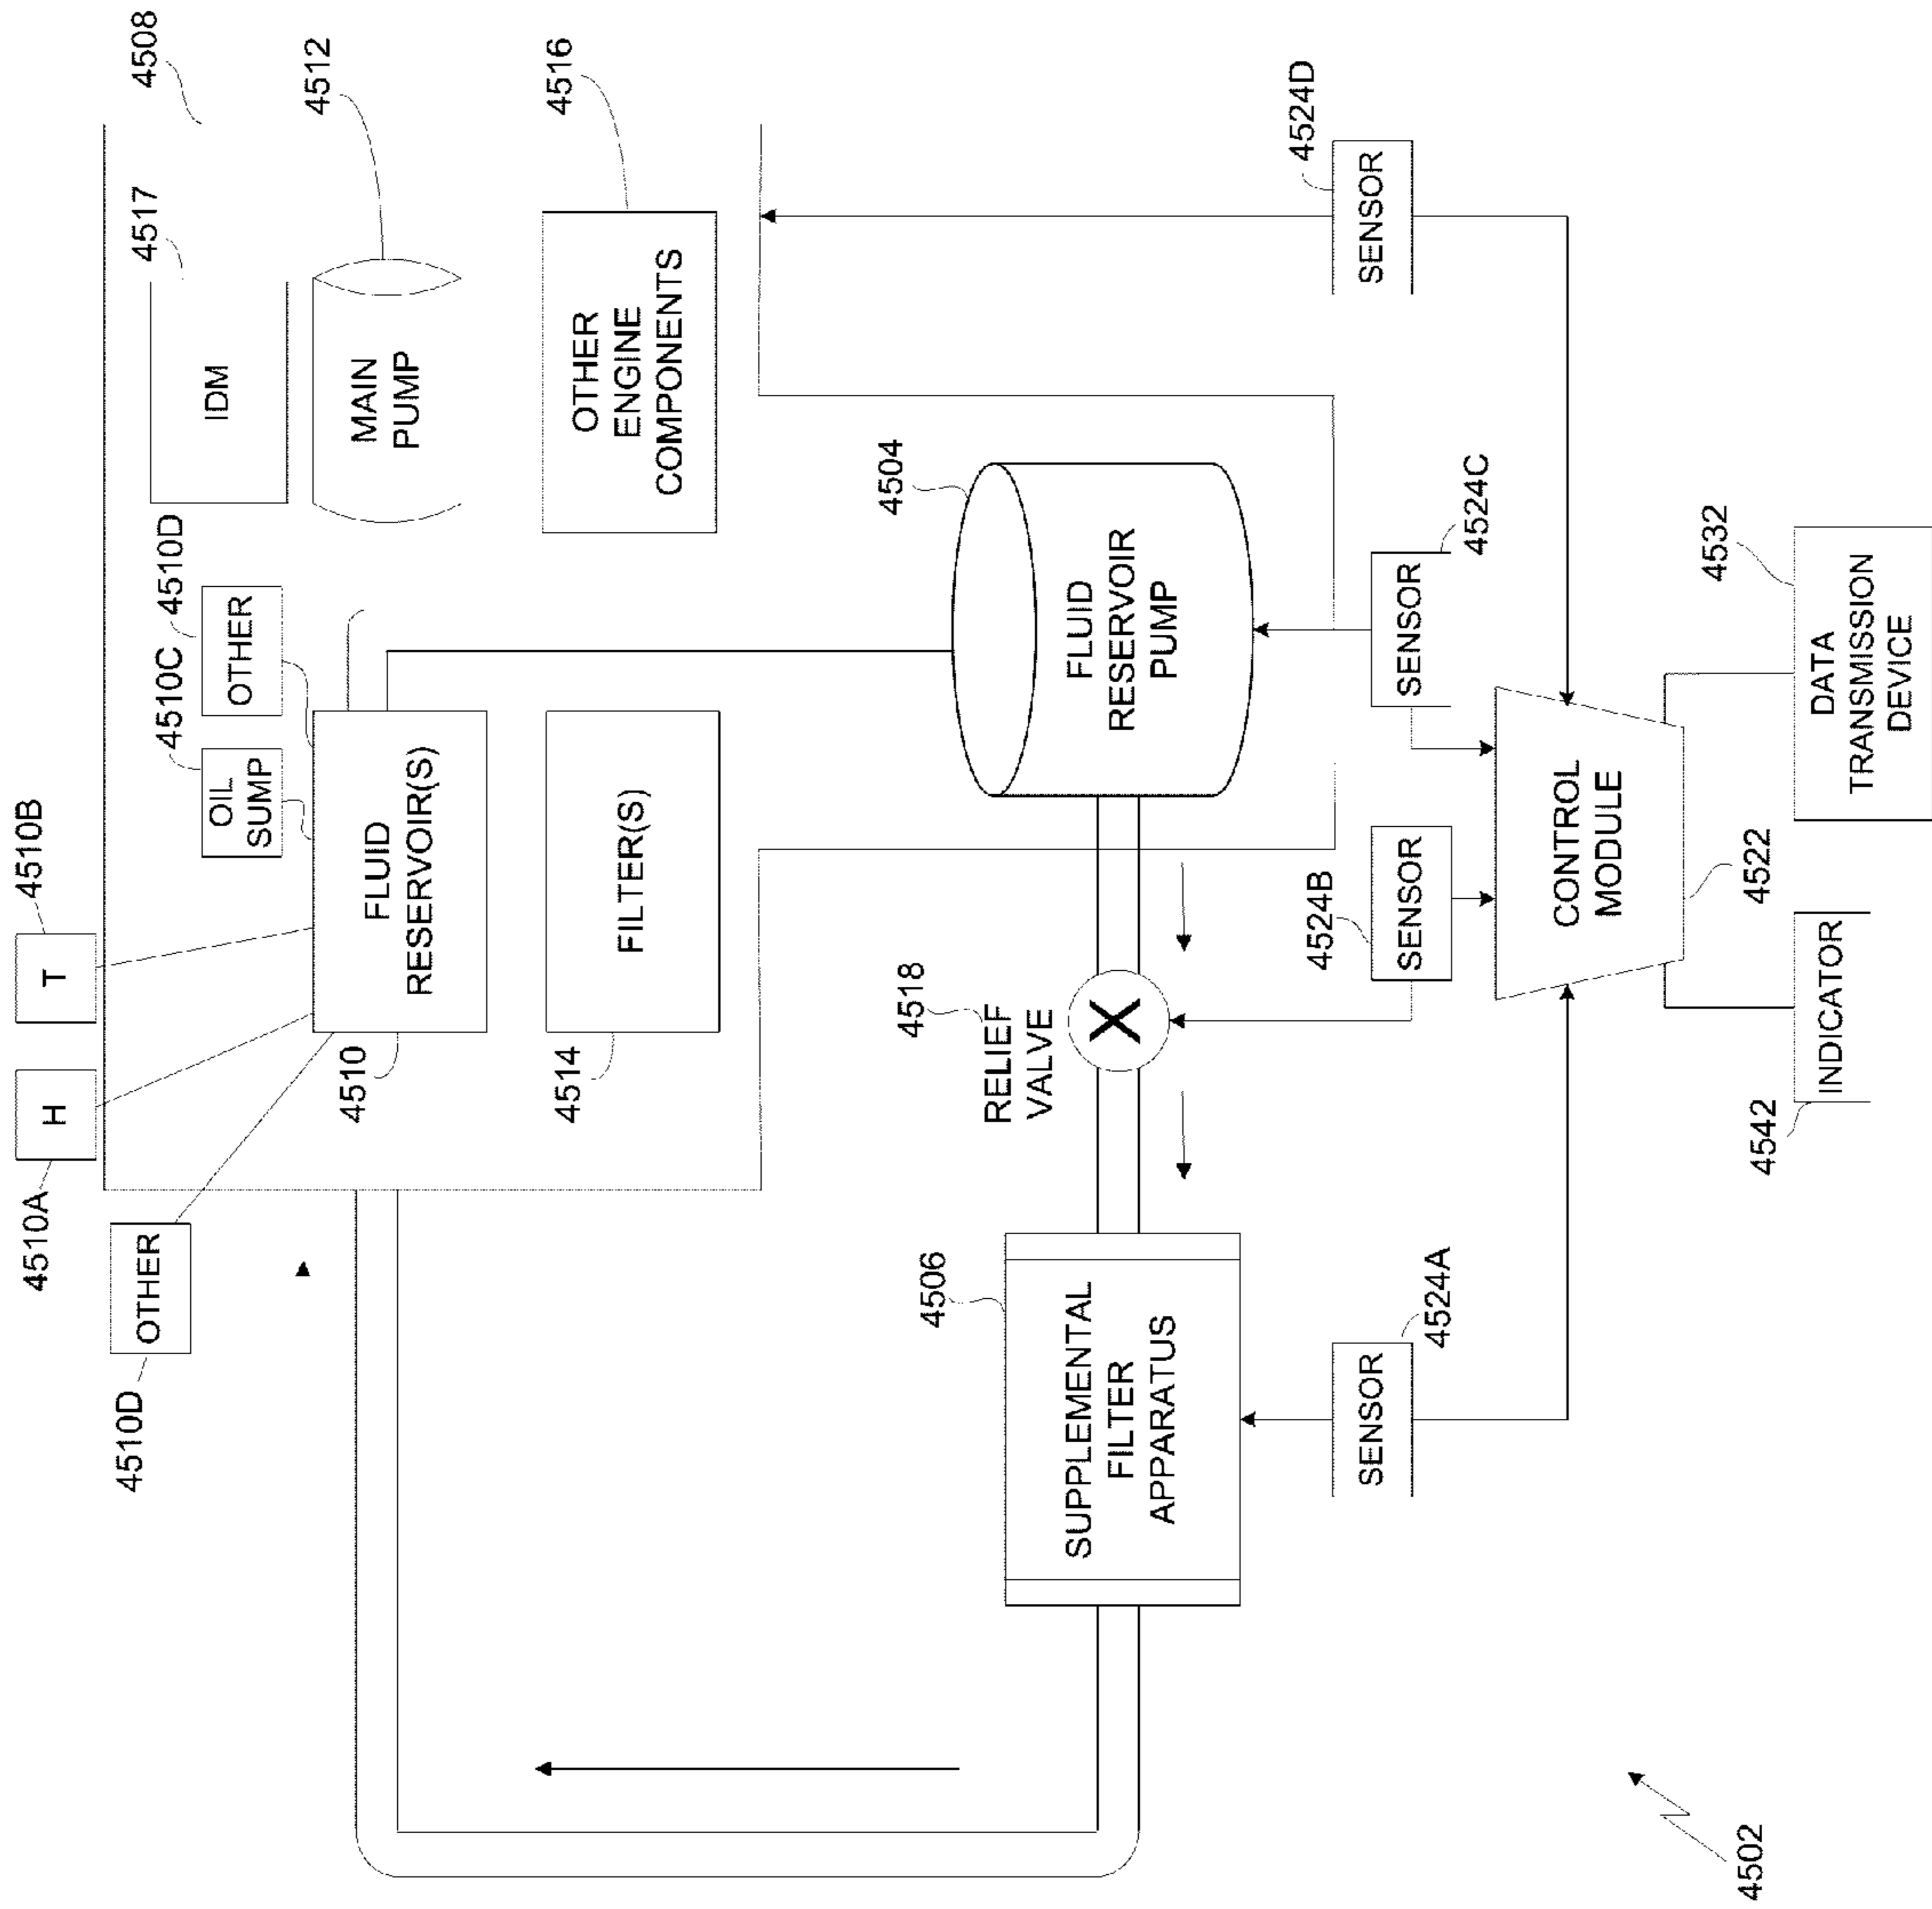 4510A
H
T
4510B
4510D
OTHER
OIL
SUMP
4510C
OTHER
4510D
4517
4508
IDM
4510
FLUID
RESERVOIR(S)
MAIN
PUMP
4512
4514
FILTER(S)
OTHER
ENGINE
COMPONENTS
4516
4506
SUPPLEMENTAL
FILTER
APPARATUS
4518
RELIEF
VALVE
4504
FLUID
RESERVOIR
PUMP
SENSOR
4524A
4524B
SENSOR
SENSOR
4524C
SENSOR
4524D
CONTROL
MODULE
4522
4532
4542
INDICATOR
DATA
TRANSMISSION
DEVICE
4502